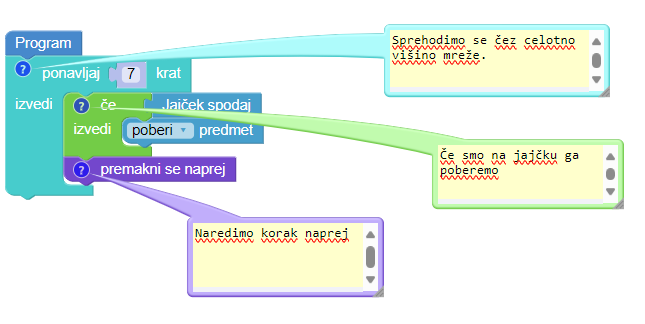 Program
ponavljaj 7 krat
izvedi
če Jajček spodaj
izvedi poberi predmet
premakni se naprej
Sprehodimo se čez celotno
višino mreže.
Če smo na jajčku ga
poberemo
Naredimo korak naprej